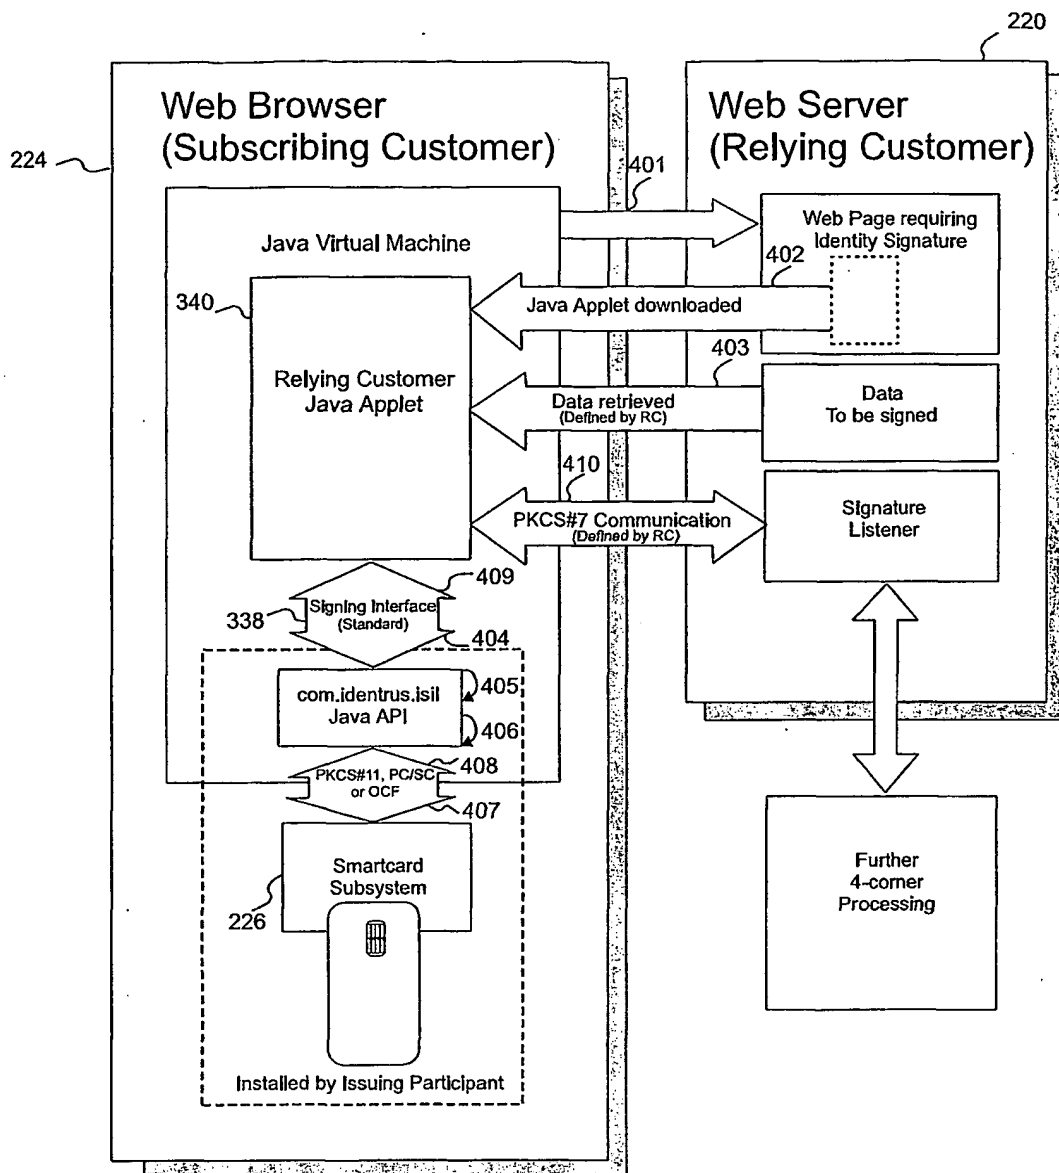 220
Web Browser
(Subscribing Customer)
Web Server
(Relying Customer)
224
401
Java Virtual Machine
Web Page requiring
Identity Signature
402
340
Java Applet downloaded
403
Relying Customer
Java Applet
Data retrieved
(Defined by RC)
Data
To be signed
410
PKCS#7 Communication
(Defined by RC)
Signature
Listener
409
338
Signing Interface
(Standard)
404
com.identrus.isil
Java API
405
406
PKCS#11, PC/SC
or OCF
408
407
Smartcard
Subsystem
226
Further
4-corner
Processing
Installed by Issuing Participant